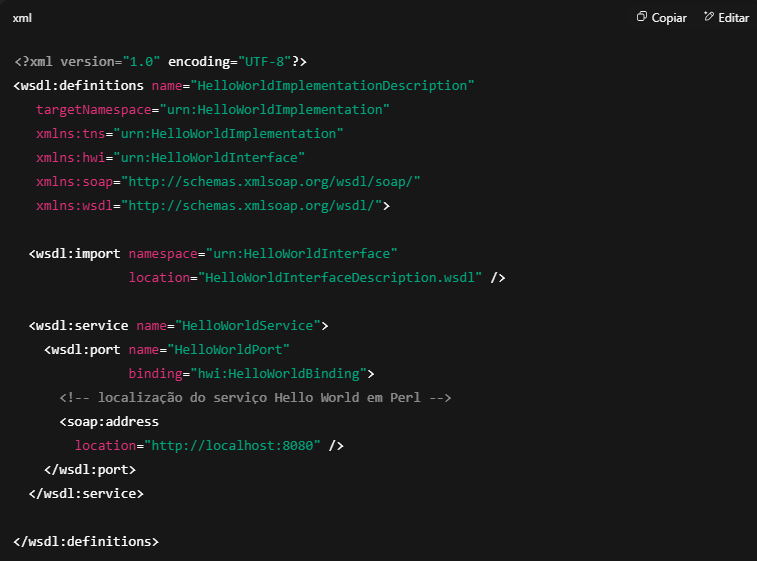 xml
Copiar Editar
<?xml version="1.0" encoding="UTF-8"?>
<wsdl:definitions name="HelloWorldImplementationDescription"
targetNamespace="urn:HelloWorldImplementation"
xmlns:tns="urn:HelloWorldImplementation"
xmlns:hwi="urn:HelloWorldInterface"
xmlns:soap="http://schemas.xmlsoap.org/wsdl/soap/"
xmlns:wsdl="http://schemas.xmlsoap.org/wsdl/">
<wsdl:import namespace="urn:HelloWorldInterface"
location="HelloWorldInterfaceDescription.wsdl" />
<wsdl:service name="HelloWorldService">
<wsdl:port name="HelloWorldPort"
binding="hwi:HelloWorldBinding">
<!-- localização do serviço Hello World em Perl -->
<soap:address
location="http://localhost:8080" />
</wsdl:port>
</wsdl:service>
</wsdl:definitions>